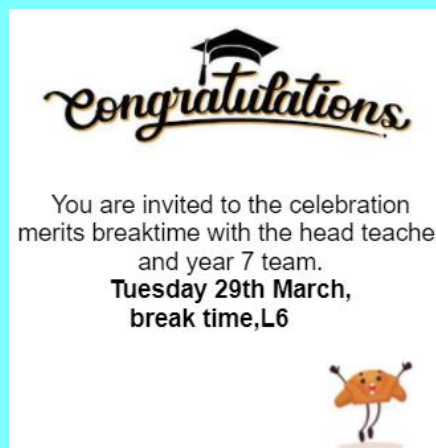 Congratulations
You are invited to the celebration
merits breaktime with the head teache
and year 7 team.
Tuesday 29th March,
break time,L6